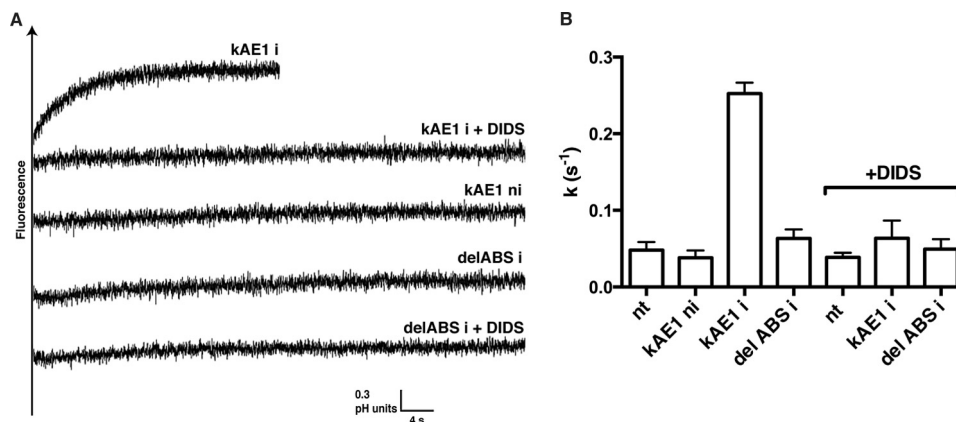 A
kAE1 i
kAE1 i + DIDS
kAE1 ni
delABS i
delABS i + DIDS
Fluorescence
0.3
pH units
4 s
B
0.3
0.2
0.1
0.0
k (s⁻¹)
+DIDS
nt
kAE1 ni
kAE1 i
del ABS i
nt
kAE1 i
del ABS i